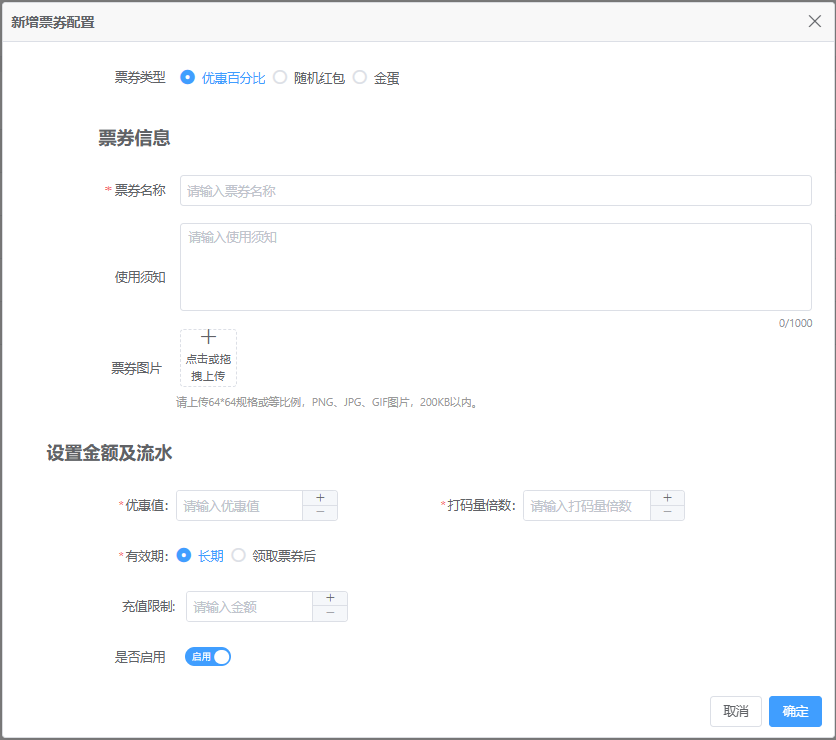 新增票券配置
票券类型 优惠百分比 随机红包 金蛋
票券信息
* 票券名称 请输入票券名称
使用须知 请输入使用须知
0/1000
票券图片 点击或拖
拽上传
请上传64*64规格或等比例，PNG、JPG、GIF图片，200KB以内。
设置金额及流水
*优惠值: 请输入优惠值 *打码量倍数: 请输入打码量倍数
*有效期: 长期 领取票券后
充值限制: 请输入金额
是否启用 启用
取消 确定